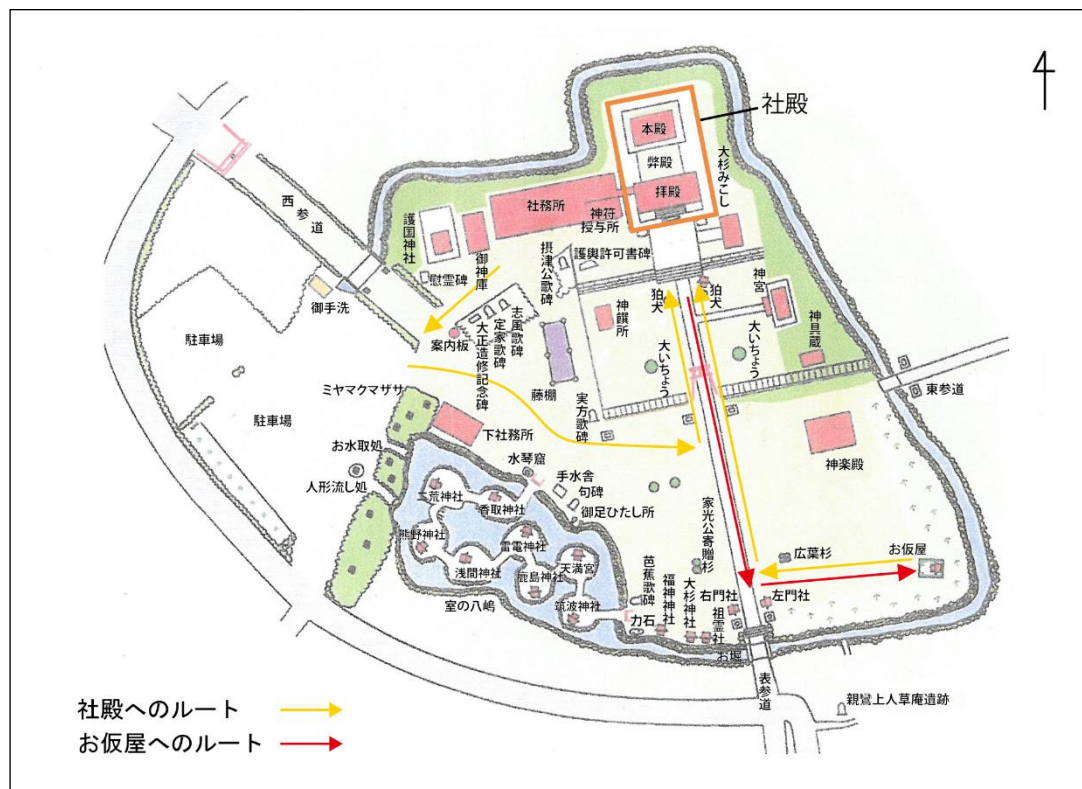 社殿
本殿
弊殿
拝殿
大杉みこし
社務所
神符
授与所
西参道
護国神社
御神庫
慰霊碑
摂津公歌碑
護輿許可書碑
狛犬
狛犬
神宮
御手洗
志風歌碑
定家歌碑
大正造修記念碑
案内板
神饌所
大いちょう
大いちょう
神具蔵
駐車場
駐車場
藤棚
実方歌碑
東参道
ミヤマクマザサ
下社務所
お水取処
人形流し処
水琴窟
手水舎
句碑
御足ひたし所
神楽殿
二荒神社
香取神社
熊野神社
雷電神社
浅間神社
鹿島神社
天満宮
筑波神社
室の八嶋
家光公寄贈杉
広葉杉
お仮屋
芭蕉歌碑
福神神社
大杉神社
祖霊社
右門社
左門社
力石
お堀
表参道
親鸞上人草庵遺跡
社殿へのルート
お仮屋へのルート